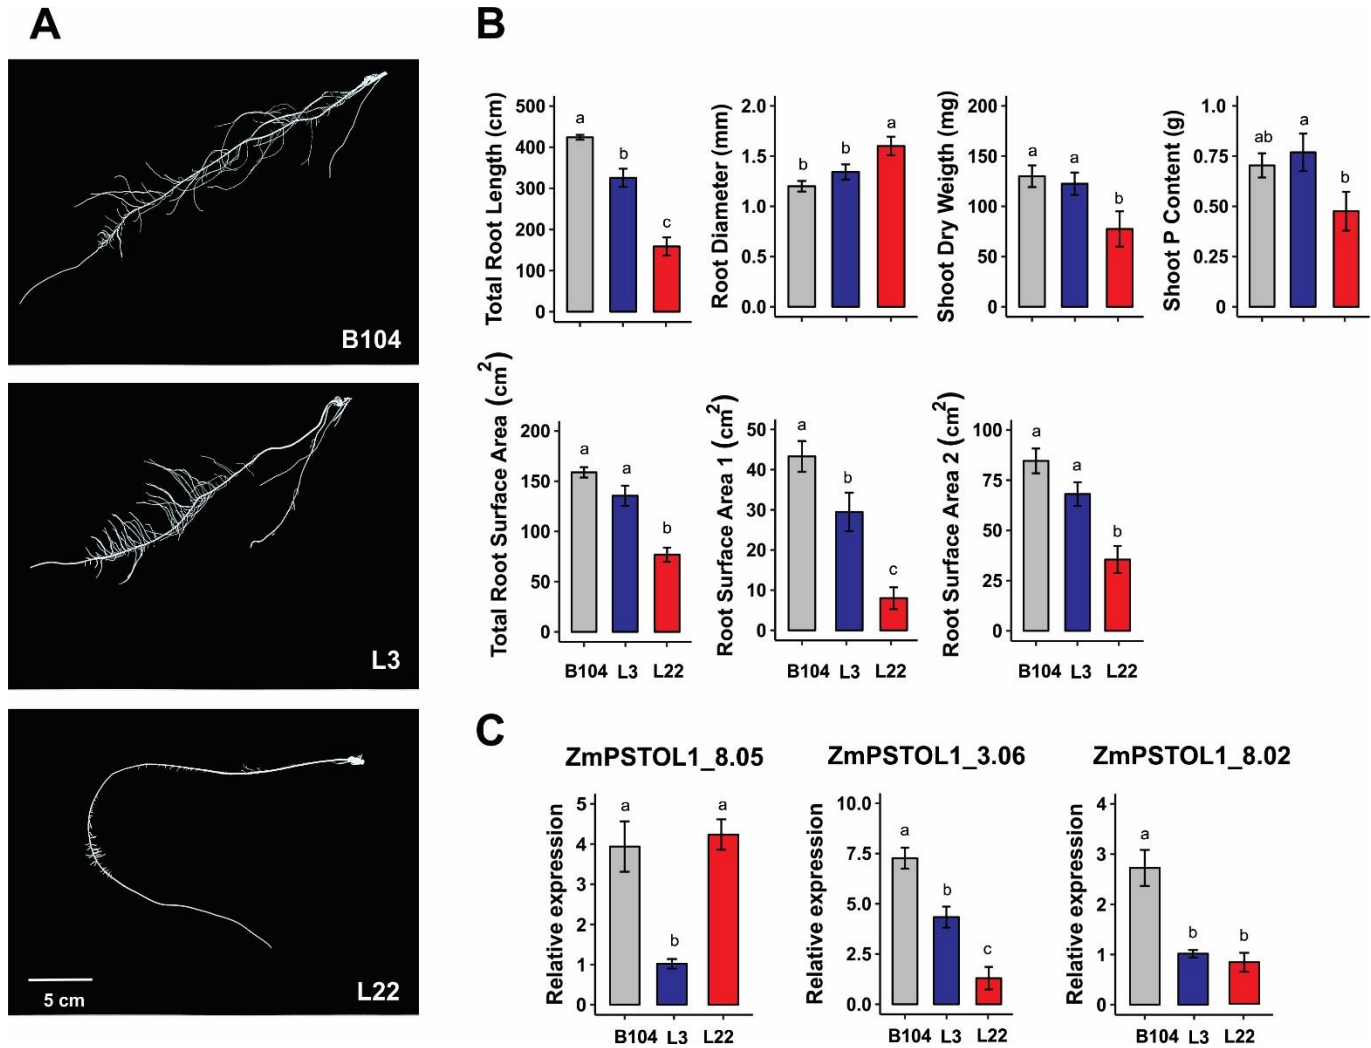 A
B104
L3
5 cm
L22
B
Total Root Length (cm)
500
400
300
200
100
0
a
b
c
Root Diameter (mm)
2.0
1.5
1.0
0.5
0.0
b
b
a
Shoot Dry Weigth (mg)
200
150
100
50
0
a
a
b
Shoot P Content (g)
1.0
0.75
0.50
0.25
0
ab
a
b
Total Root Surface Area (cm²)
200
150
100
50
0
a
a
b
B104 L3 L22
Root Surface Area 1 (cm²)
50
40
30
20
10
0
a
b
c
B104 L3 L22
Root Surface Area 2 (cm²)
100
75
50
25
0
a
a
b
B104 L3 L22
C
ZmPSTOL1_8.05
Relative expression
5
4
3
2
1
0
a
b
a
B104 L3 L22
ZmPSTOL1_3.06
Relative expression
10.0
7.5
5.0
2.5
0.0
a
b
c
B104 L3 L22
ZmPSTOL1_8.02
Relative expression
4
3
2
1
0
a
b
b
B104 L3 L22